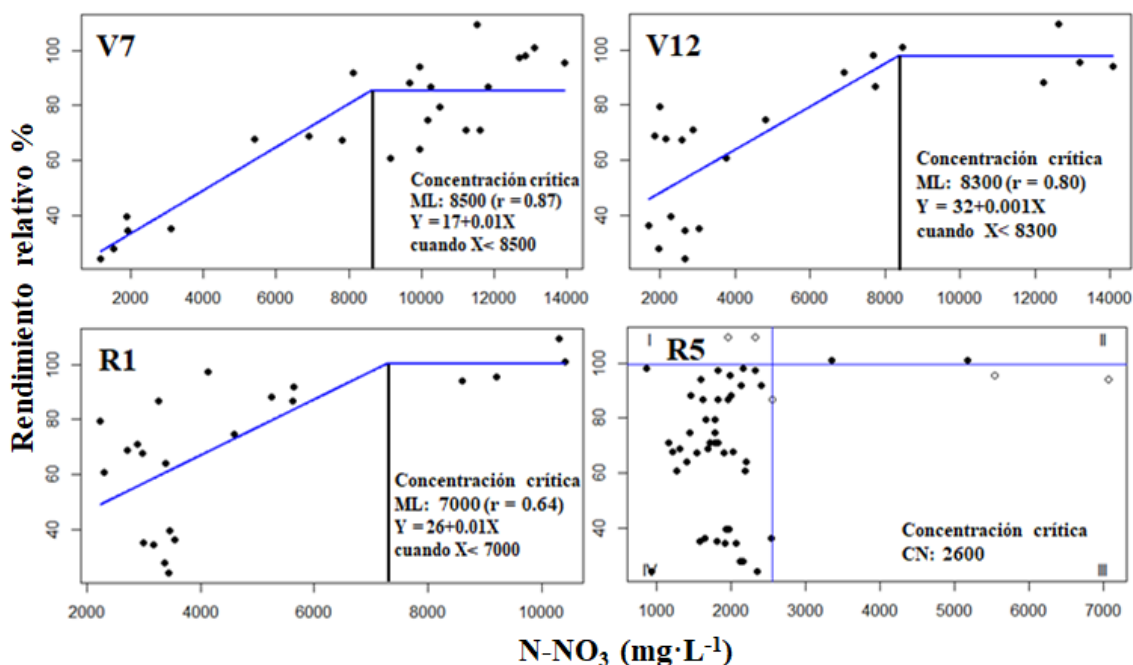 V7
Concentración crítica
ML: 8500 (r = 0.87)
Y = 17+0.01X
cuando X< 8500
100
80
60
40
2000 4000 6000 8000 10000 12000 14000
V12
Concentración crítica
ML: 8300 (r = 0.80)
Y = 32+0.001X
cuando X< 8300
100
80
60
40
2000 4000 6000 8000 10000 12000 14000
Rendimiento relativo %
R1
Concentración crítica
ML: 7000 (r = 0.64)
Y = 26+0.01X
cuando X< 7000
100
80
60
40
2000 4000 6000 8000 10000
I II
R5
Concentración crítica
CN: 2600
IV III
100
80
60
40
1000 2000 3000 4000 5000 6000 7000
N-NO₃ (mg·L⁻¹)